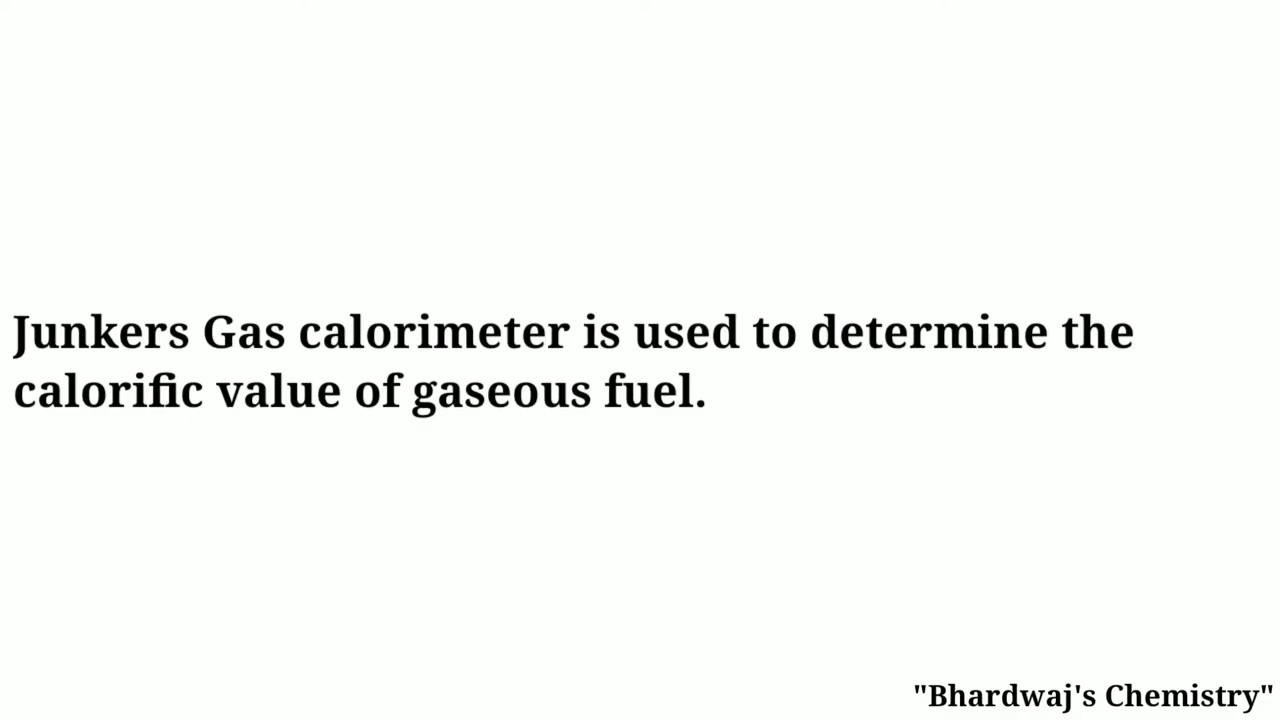 Junkers Gas calorimeter is used to determine the
calorific value of gaseous fuel.
"Bhardwaj's Chemistry"